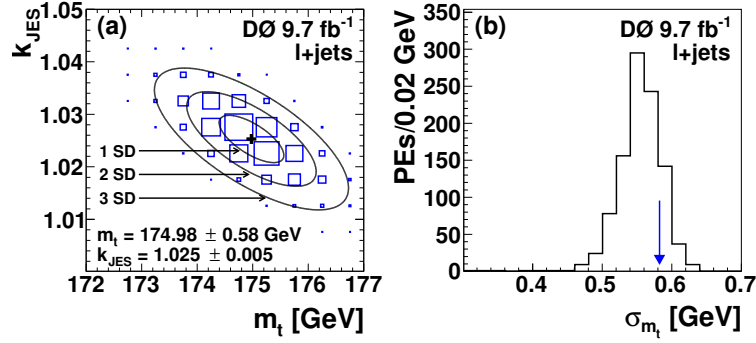 (a) DØ 9.7 fb⁻¹
l+jets
k_JES
1.05
1.04
1.03
1.02
1.01
1 SD
2 SD
3 SD
m_t = 174.98 ± 0.58 GeV
k_JES = 1.025 ± 0.005
172 173 174 175 176 177
m_t [GeV]
(b) DØ 9.7 fb⁻¹
l+jets
PEs/0.02 GeV
350
300
250
200
150
100
50
0
0.4 0.5 0.6 0.7
σ_m_t [GeV]